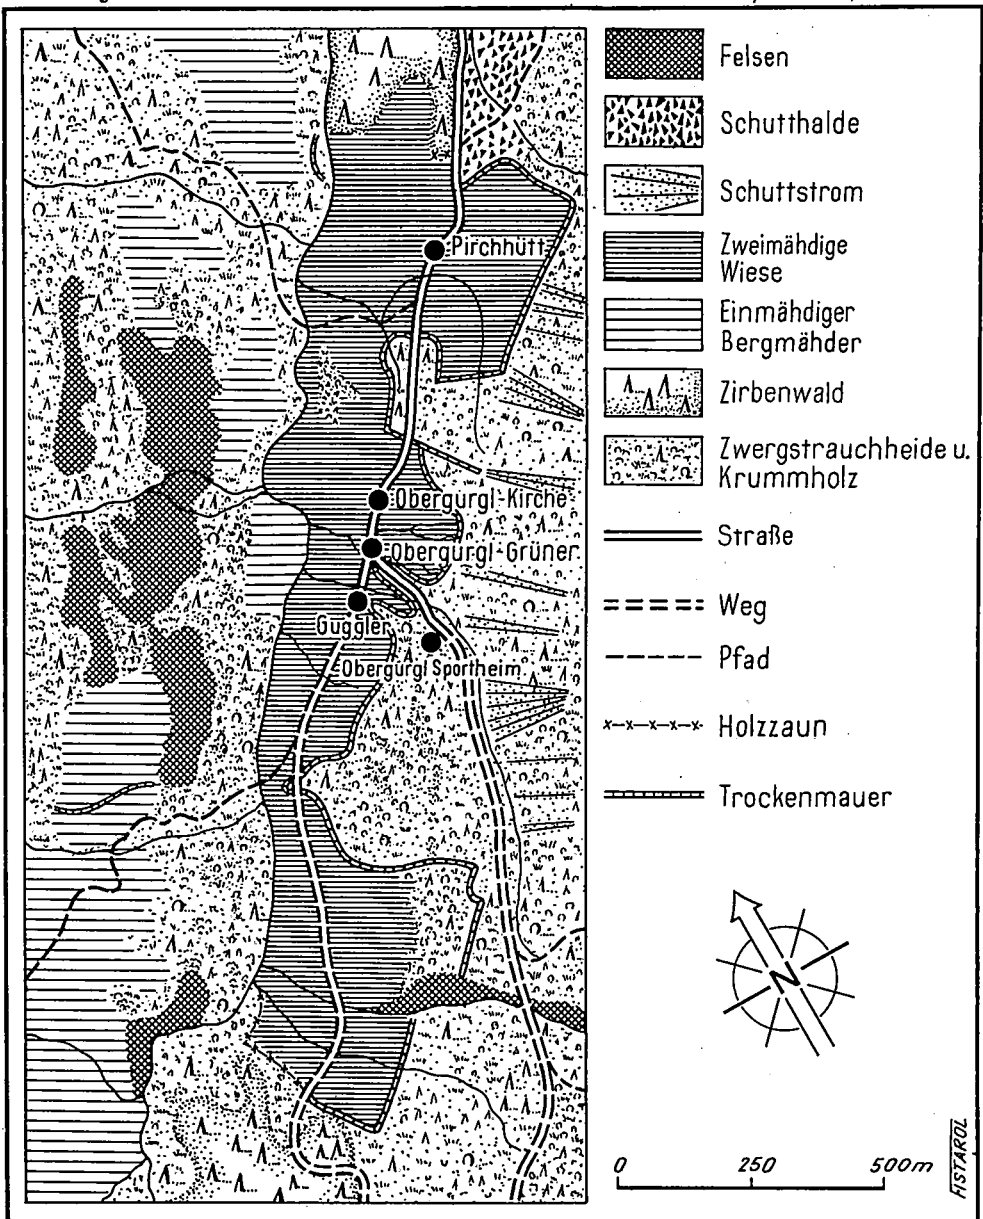 Felsen
Schutthalde
Schuttstrom
Zweimähdige
Wiese
Einmähdiger
Bergmähder
Zirbenwald
Zwergstrauchheide u.
Krummholz
Straße
Weg
Pfad
Holzzaun
Trockenmauer
Pirchhütt
Obergurgl-Kirche
Obergurgl-Grüner
Guggler
Obergurgl Sportheim
N
0 250 500m
FISTAROL